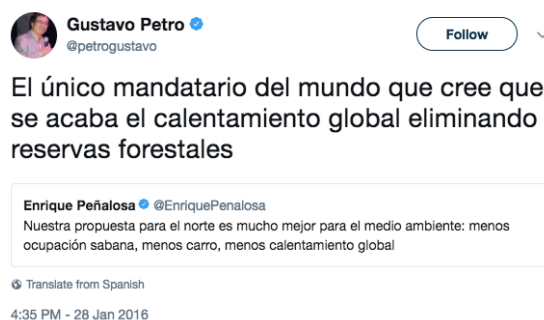 Gustavo Petro
@petrogustavo
Follow
El único mandatario del mundo que cree que
se acaba el calentamiento global eliminando
reservas forestales
Enrique Peñalosa @EnriquePenalosa
Nuestra propuesta para el norte es mucho mejor para el medio ambiente: menos
ocupación sabana, menos carro, menos calentamiento global
Translate from Spanish
4:35 PM - 28 Jan 2016